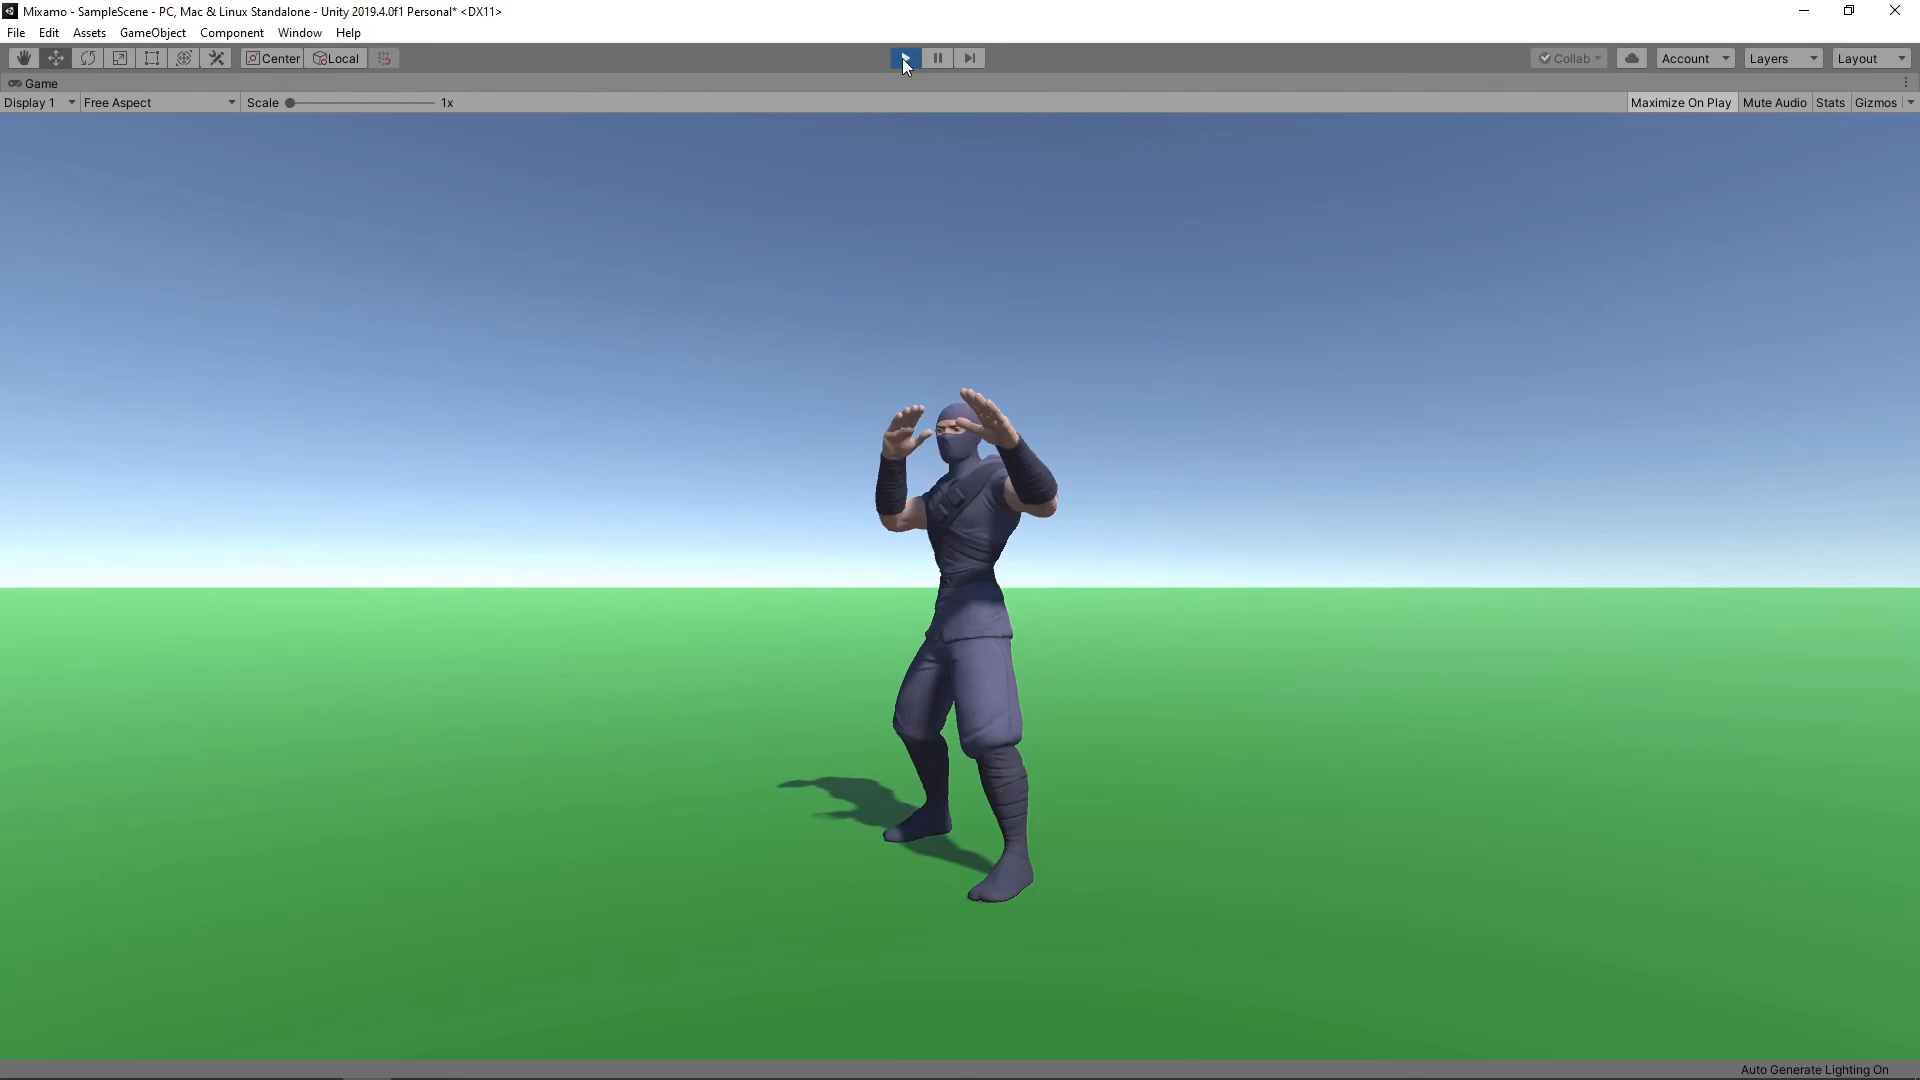 Mixamo - SampleScene - PC, Mac & Linux Standalone - Unity 2019.4.0f1 Personal* <DX11>
File Edit Assets GameObject Component Window Help
Center Local Collab Account Layers Layout
Game
Display 1 Free Aspect Scale 1x Maximize On Play Mute Audio Stats Gizmos
Auto Generate Lighting On